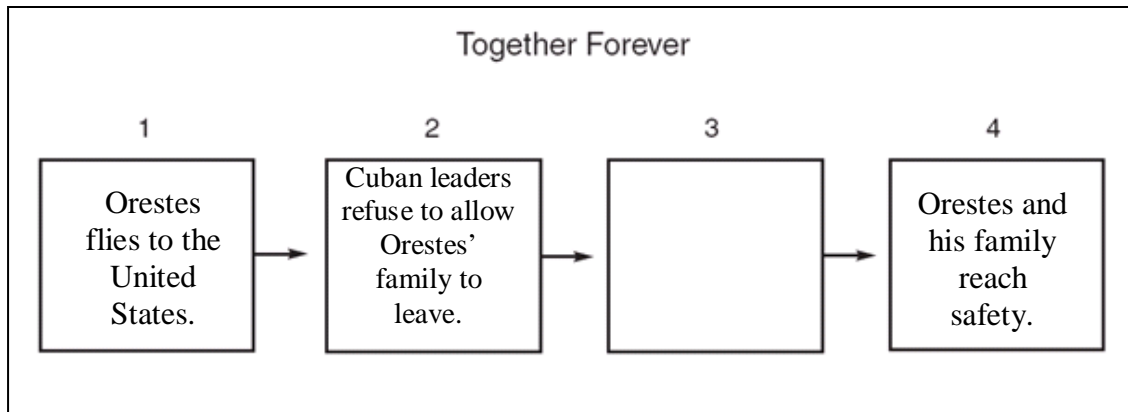 Together Forever
1
2
3
4
Orestes
flies to the
United
States.
Cuban leaders
refuse to allow
Orestes’
family to
leave.
Orestes and
his family
reach
safety.